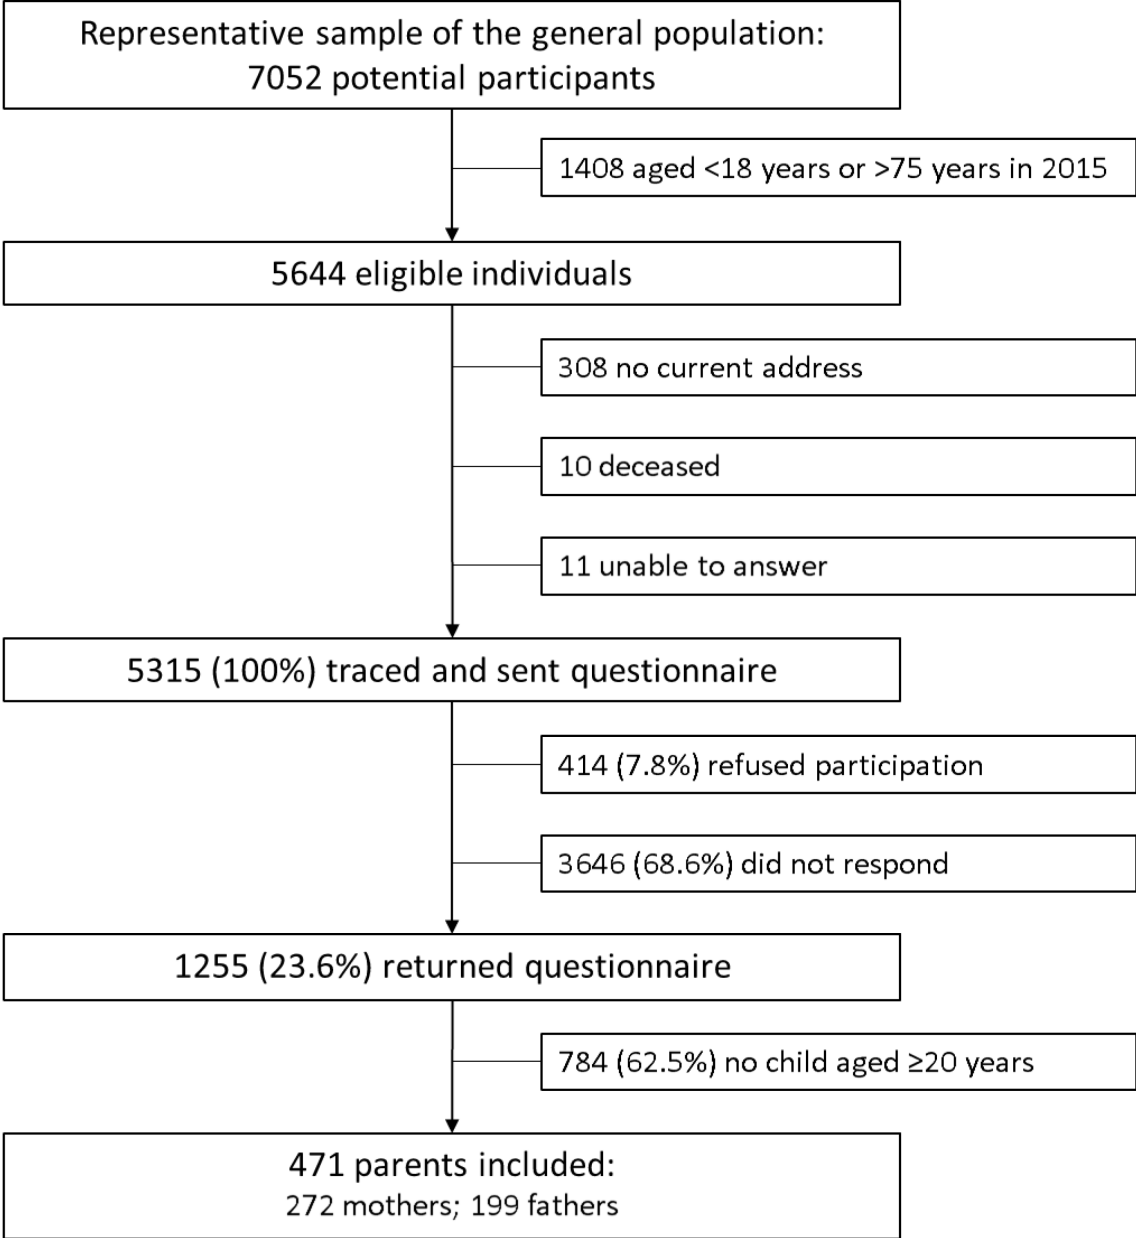 Representative sample of the general population:
7052 potential participants
1408 aged <18 years or >75 years in 2015
5644 eligible individuals
308 no current address
10 deceased
11 unable to answer
5315 (100%) traced and sent questionnaire
414 (7.8%) refused participation
3646 (68.6%) did not respond
1255 (23.6%) returned questionnaire
784 (62.5%) no child aged ≥20 years
471 parents included:
272 mothers; 199 fathers